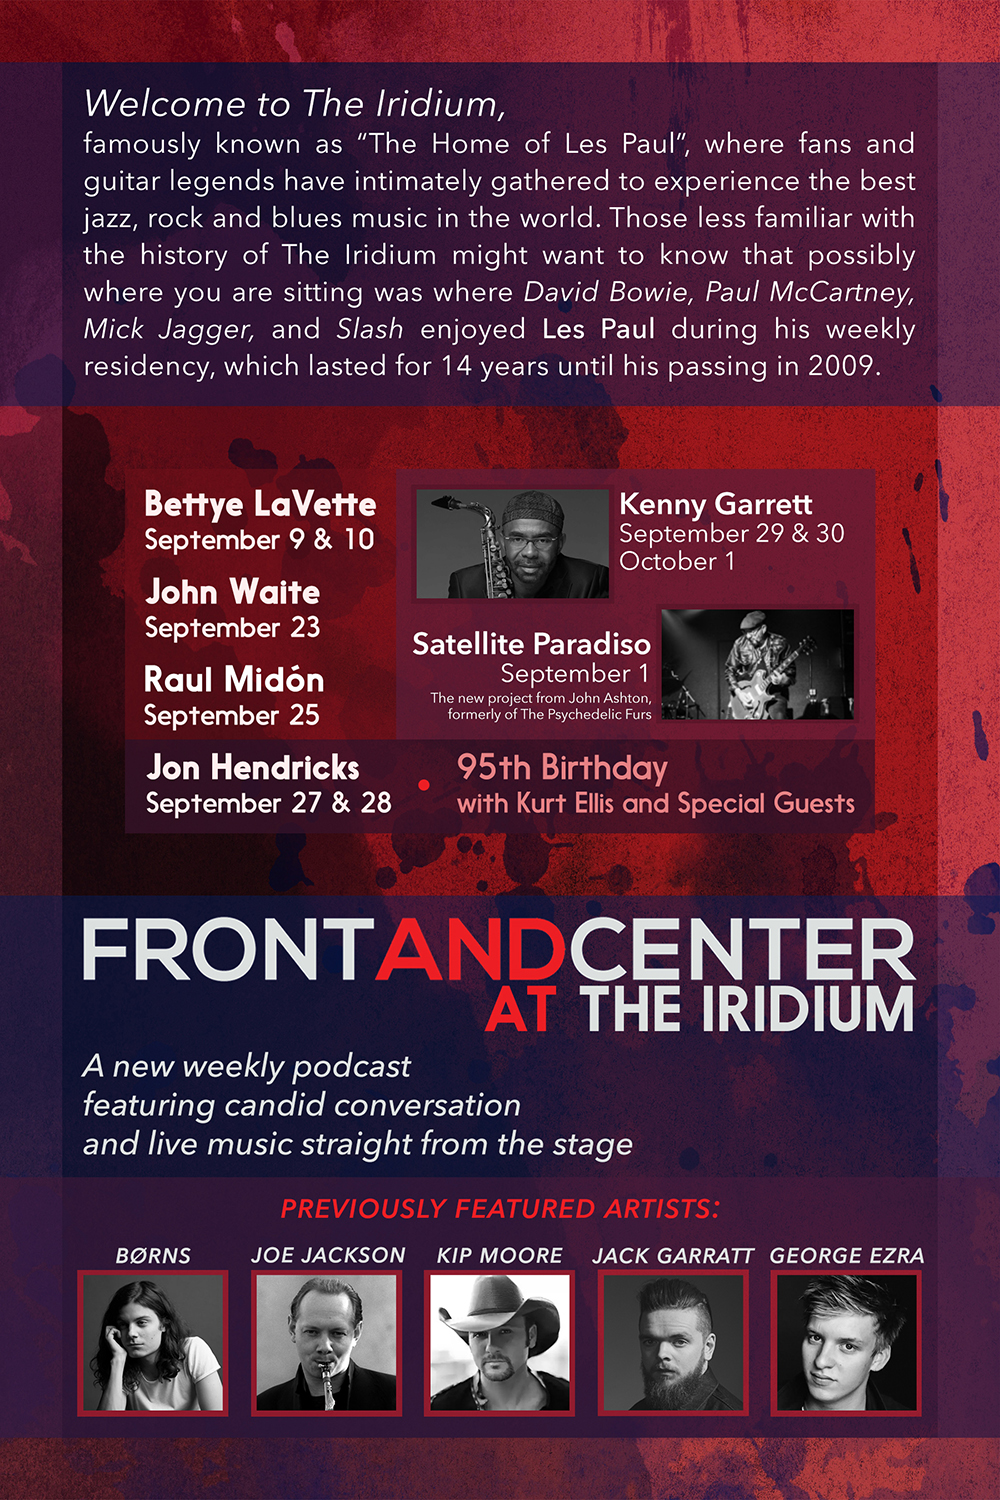 Welcome to The Iridium,
famously known as “The Home of Les Paul”, where fans and
guitar legends have intimately gathered to experience the best
jazz, rock and blues music in the world. Those less familiar with
the history of The Iridium might want to know that possibly
where you are sitting was where David Bowie, Paul McCartney,
Mick Jagger, and Slash enjoyed Les Paul during his weekly
residency, which lasted for 14 years until his passing in 2009.
Bettye LaVette
September 9 & 10
John Waite
September 23
Raul Midón
September 25
Kenny Garrett
September 29 & 30
October 1
Satellite Paradiso
September 1
The new project from John Ashton,
formerly of The Psychedelic Furs
Jon Hendricks
September 27 & 28
• 95th Birthday
with Kurt Ellis and Special Guests
FRONTANDCENTER
AT THE IRIDIUM
A new weekly podcast
featuring candid conversation
and live music straight from the stage
PREVIOUSLY FEATURED ARTISTS:
BØRNS
JOE JACKSON
KIP MOORE
JACK GARRATT
GEORGE EZRA